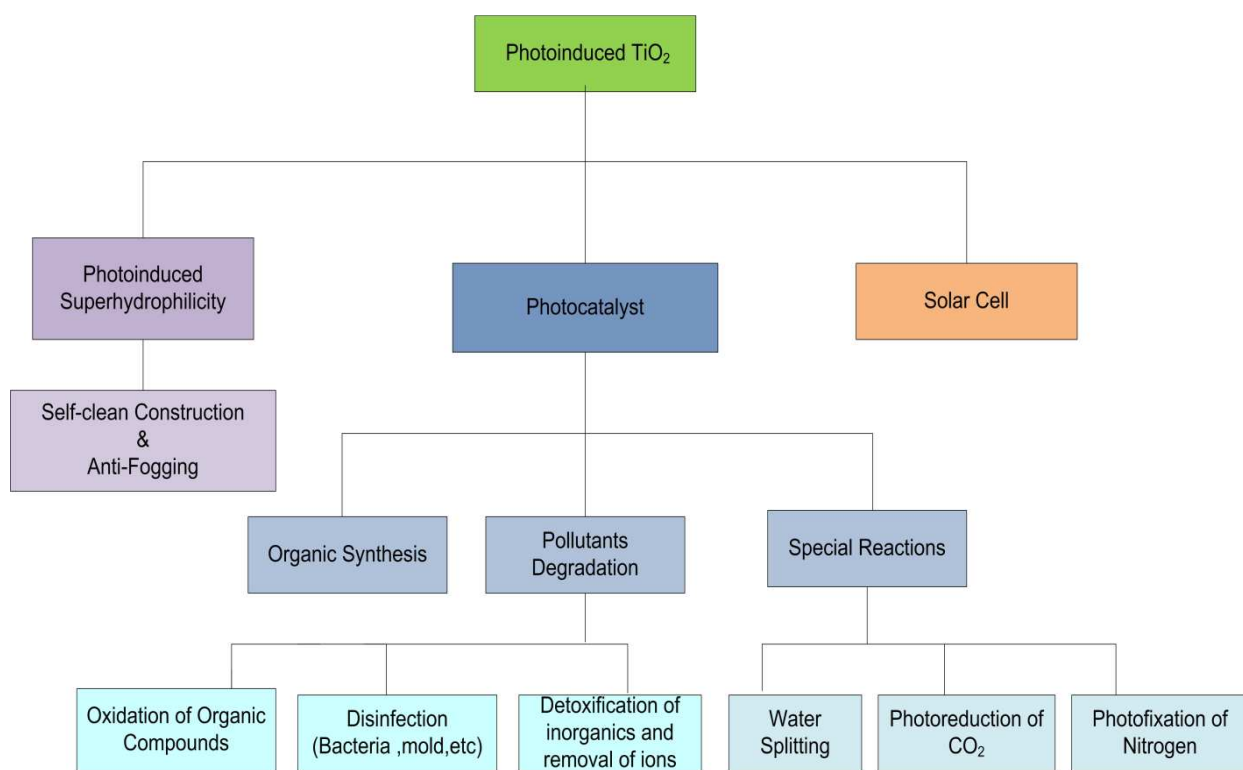 Photoinduced TiO₂
Photoinduced
Superhydrophilicity
Photocatalyst
Solar Cell
Self-clean Construction
&
Anti-Fogging
Organic Synthesis
Pollutants
Degradation
Special Reactions
Oxidation of Organic
Compounds
Disinfection
(Bacteria ,mold,etc)
Detoxification of
inorganics and
removal of ions
Water
Splitting
Photoreduction of
CO₂
Photofixation of
Nitrogen